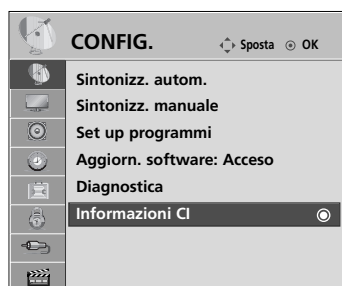 CONFIG. Sposta OK
Sintonizz. autom.
Sintonizz. manuale
Set up programmi
Aggiorn. software: Acceso
Diagnostica
Informazioni CI